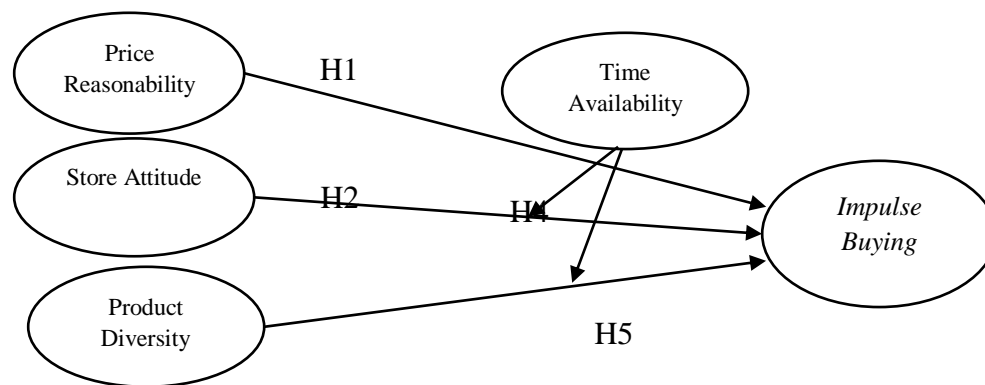 Price
Reasonability
H1
Time
Availability
Store Attitude
H2
H4
Impulse
Buying
Product
Diversity
H5